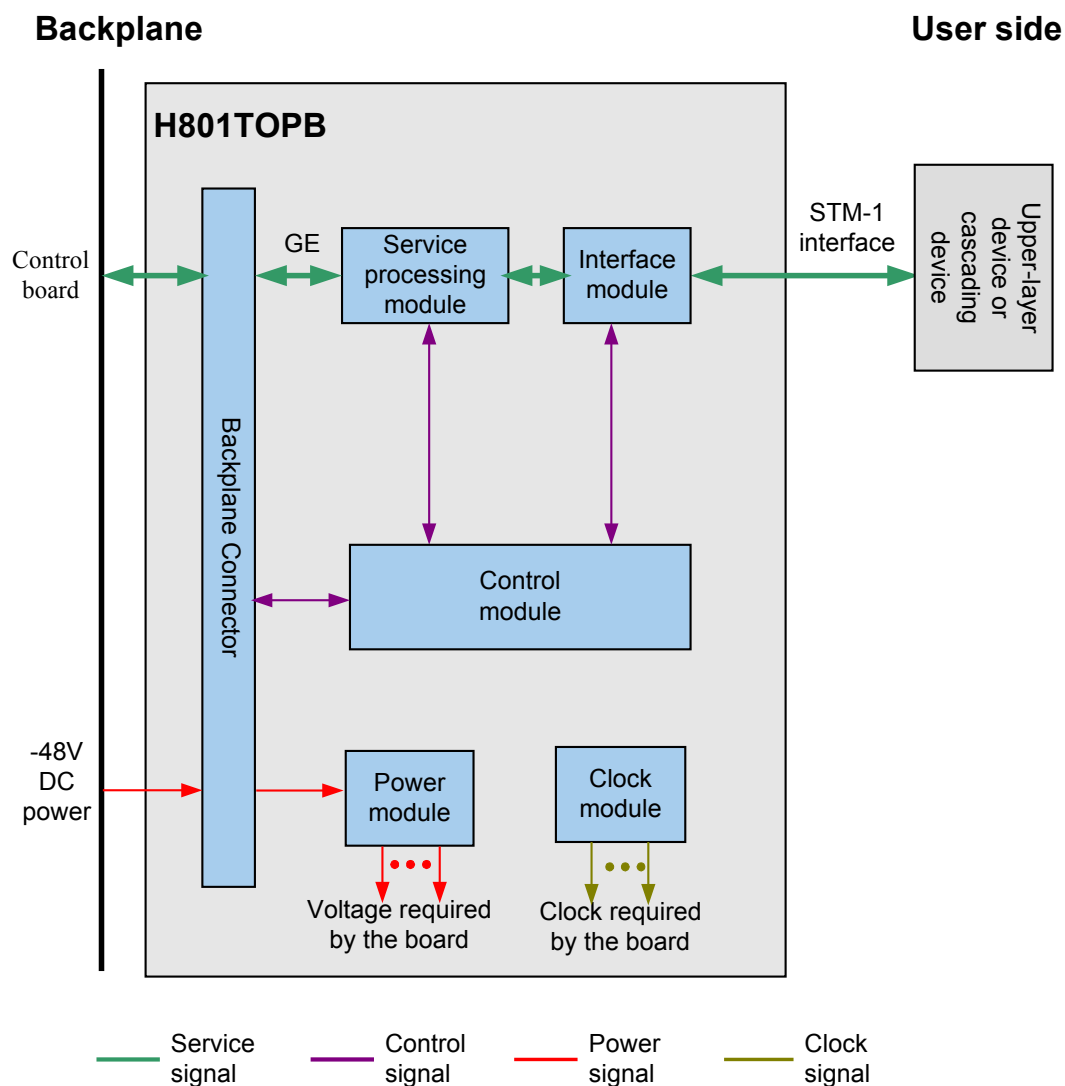 Backplane
User side
H801TOPB
Control
board
GE
Service
processing
module
Interface
module
STM-1
interface
Upper-layer
device or
cascading
device
Backplane Connector
Control
module
-48V
DC
power
Power
module
Clock
module
Voltage required
by the board
Clock required
by the board
Service
signal
Control
signal
Power
signal
Clock
signal